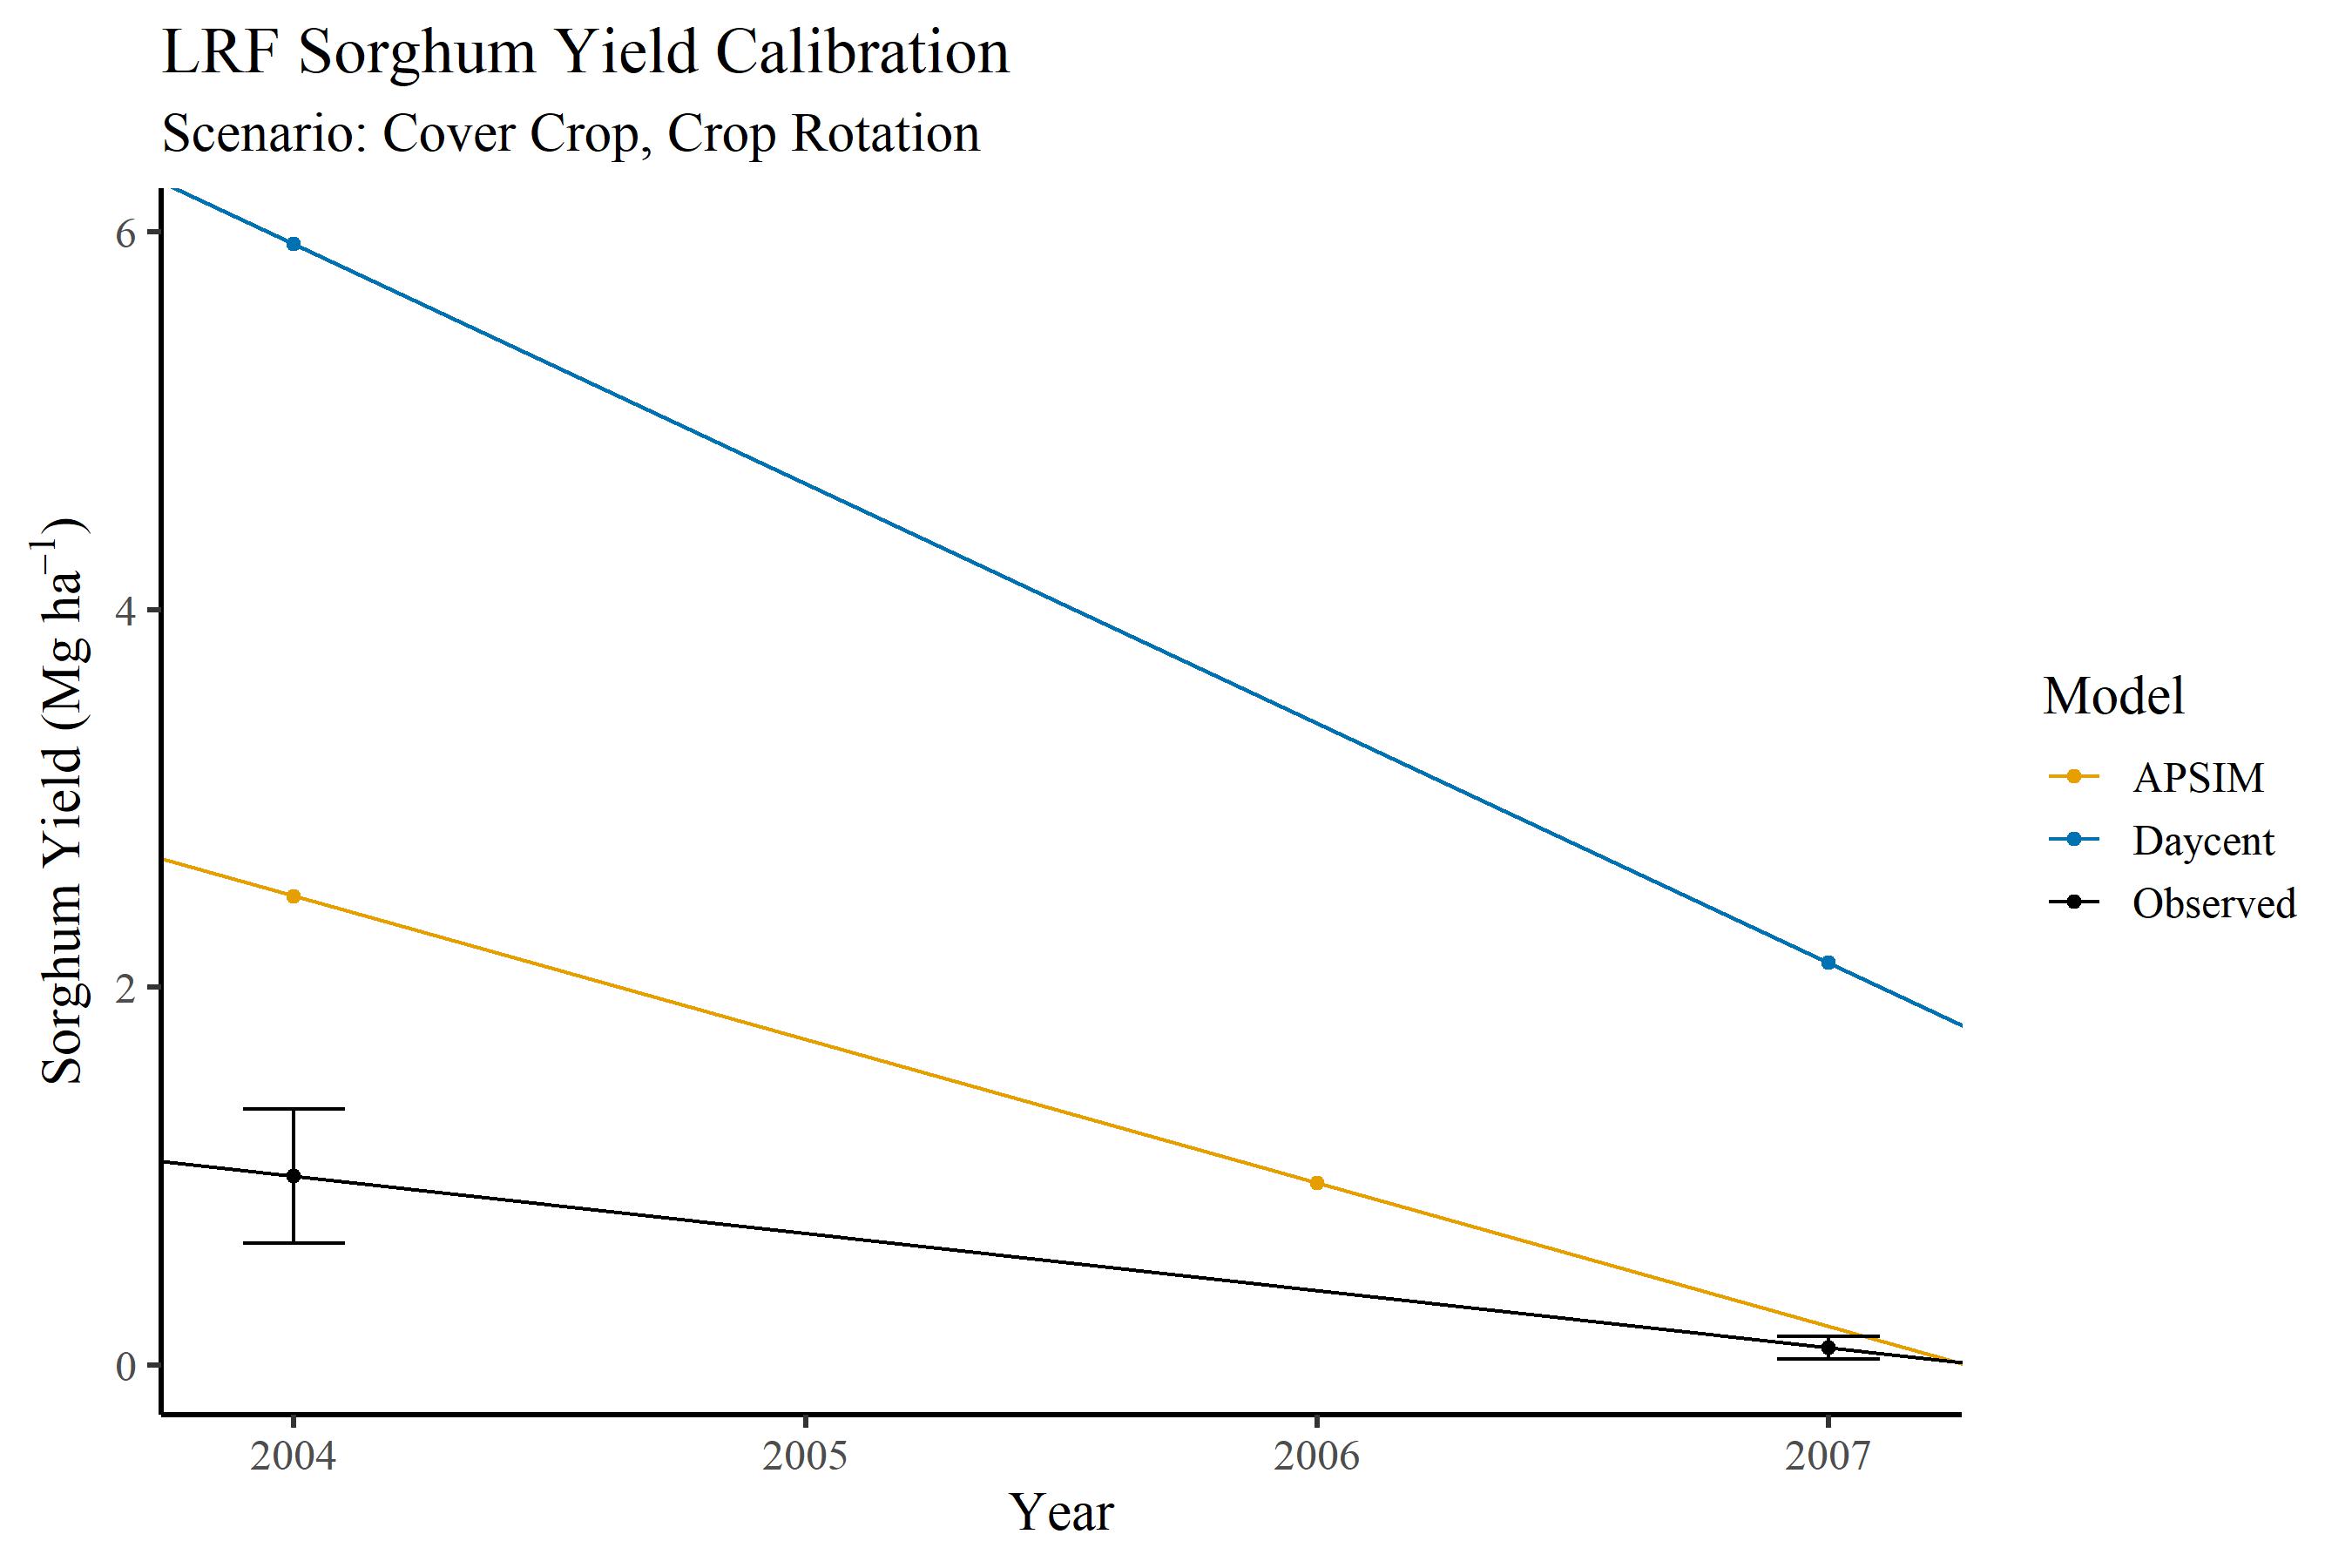 LRF Sorghum Yield Calibration
Scenario: Cover Crop, Crop Rotation
Sorghum Yield (Mg ha⁻¹)
6
4
2
0
2004 2005 2006 2007
Year
Model
APSIM
Daycent
Observed